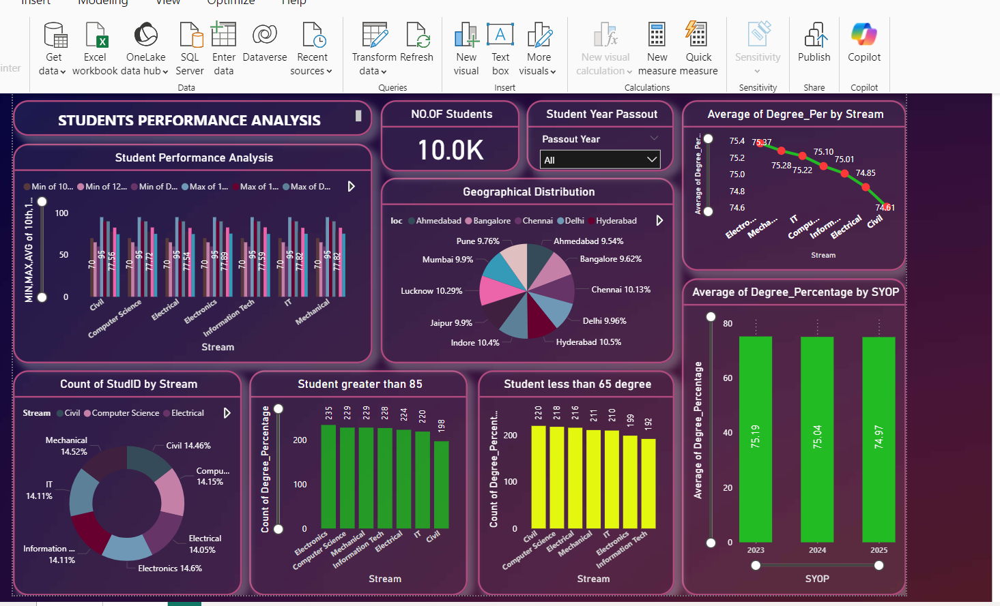 Insert Modeling View Optimize Help
inter
Get data
Excel workbook
OneLake data hub
SQL Server
Enter data
Dataverse
Recent sources
Data
Transform data
Refresh
Queries
New visual
Text box
More visuals
Insert
New visual calculation
New measure
Quick measure
Calculations
Sensitivity
Sensitivity
Publish
Share
Copilot
Copilot
STUDENTS PERFORMANCE ANALYSIS
NO.OF Students
10.0K
Student Year Passout
Passout Year
All
Average of Degree_Per by Stream
Average of Degree_Per...
75.4
75.2
75.0
74.8
74.6
75.37
75.28
75.22
75.10
75.01
74.85
74.61
Electro...
Mecha...
IT
Compu...
Inform...
Electrical
Civil
Stream
Student Performance Analysis
Min of 10... Min of 12... Min of D... Max of 1... Max of 1... Max of D...
MIN,MAX,AVG of 10th,1...
100
50
0
70 95 77.56
70 95 77.72
70 95 77.54
70 95 77.89
70 95 77.59
70 95 77.82
70 95 77.82
Civil
Computer Science
Electrical
Electronics
Information Tech
IT
Mechanical
Stream
Geographical Distribution
loc Ahmedabad Bangalore Chennai Delhi Hyderabad
Pune 9.76%
Ahmedabad 9.54%
Mumbai 9.9%
Bangalore 9.62%
Lucknow 10.29%
Chennai 10.13%
Jaipur 9.9%
Delhi 9.96%
Indore 10.4%
Hyderabad 10.5%
Average of Degree_Percentage by SYOP
Average of Degree_Percentage
80
60
40
20
0
75.19
75.04
74.97
2023
2024
2025
SYOP
Count of StudID by Stream
Stream Civil Computer Science Electrical
Mechanical
14.52%
Civil 14.46%
Compu...
14.15%
IT
14.11%
Electrical
14.05%
Information ...
14.11%
Electronics 14.6%
Student greater than 85
Count of Degree_Percentage
200
100
0
235
229
229
228
224
220
198
Electronics
Computer Science
Mechanical
Information Tech
Electrical
IT
Civil
Stream
Student less than 65 degree
Count of Degree_Percent...
200
100
0
220
218
216
211
210
199
192
Civil
Computer Science
Electrical
Mechanical
IT
Electronics
Information Tech
Stream